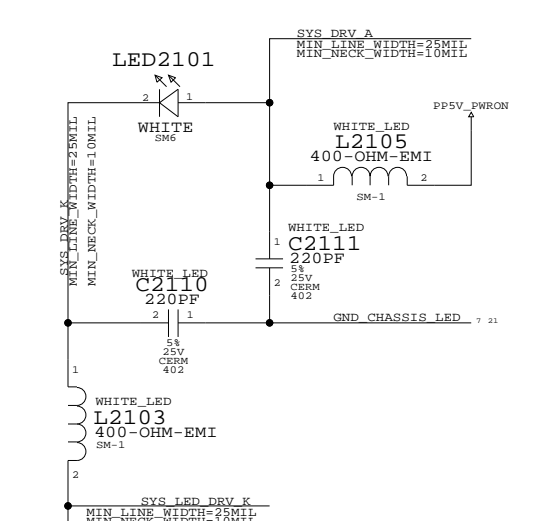 SYS_DRV_A
MIN_LINE_WIDTH=25MIL
MIN_NECK_WIDTH=10MIL
LED2101
2 1
WHITE
SM6
PP5V_PWRON
WHITE_LED
L2105
400-OHM-EMI
1 2
SM-1
SYS_DRV_K
MIN_LINE_WIDTH=25MIL
MIN_NECK_WIDTH=10MIL
1
WHITE_LED
C2111
220PF
5%
25V
CERM
402
2
WHITE_LED
C2110
220PF
2 1
5%
25V
CERM
402
GND_CHASSIS_LED 7 21
1
WHITE_LED
L2103
400-OHM-EMI
SM-1
2
SYS_LED_DRV_K
MIN_LINE_WIDTH=25MIL
MIN_NECK_WIDTH=10MIL